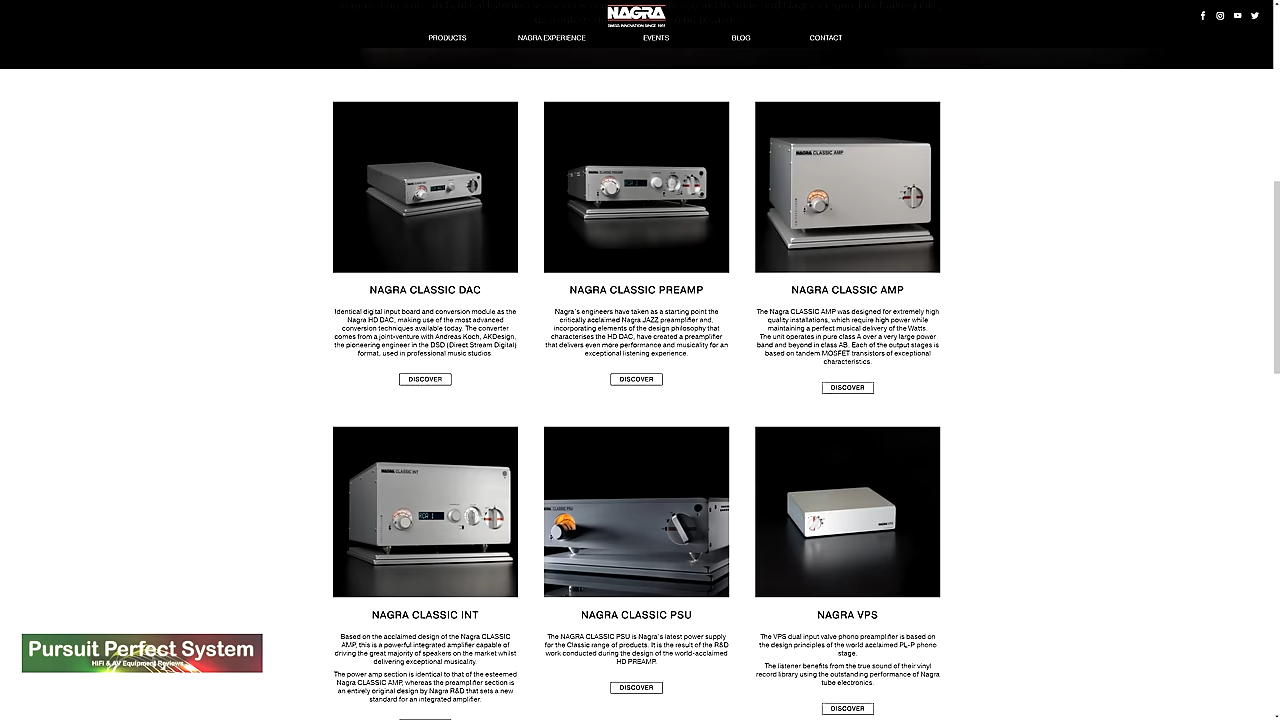 NAGRA
SWISS INNOVATION SINCE 1951
PRODUCTS
NAGRA EXPERIENCE
EVENTS
BLOG
CONTACT
NAGRA CLASSIC DAC
Identical digital input board and conversion module as the
Nagra HD DAC, making use of the most advanced
conversion techniques available today. The converter
comes from a joint-venture with Andreas Koch, AKDesign,
the pioneering engineer in the DSD (Direct Stream Digital)
format, used in professional music studios
DISCOVER
NAGRA CLASSIC PREAMP
NAGRA CLASSIC PREAMP
Nagra's engineers have taken as a starting point the
critically acclaimed Nagra JAZZ preamplifier and,
incorporating elements of the design philosophy that
characterises the HD DAC, have created a preamplifier
that delivers even more performance and musicality for an
exceptional listening experience.
DISCOVER
NAGRA CLASSIC AMP
NAGRA CLASSIC AMP
The Nagra CLASSIC AMP was designed for extremely high
quality installations, which require high power while
maintaining a perfect musical delivery of the Watts.
The unit operates in pure class A over a very large power
band and beyond in class AB. Each of the output stages is
based on tandem MOSFET transistors of exceptional
characteristics.
DISCOVER
NAGRA CLASSIC INT
RCA 1
NAGRA CLASSIC INT
Based on the acclaimed design of the Nagra CLASSIC
AMP, this is a powerful integrated amplifier capable of
driving the great majority of speakers on the market whilst
delivering exceptional musicality.
The power amp section is identical to that of the esteemed
Nagra CLASSIC AMP, whereas the preamplifier section is
an entirely original design by Nagra R&D that sets a new
standard for an integrated amplifier.
CLASSIC PSU
NAGRA CLASSIC PSU
The NAGRA CLASSIC PSU is Nagra's latest power supply
for the Classic range of products. It is the result of the R&D
work conducted during the design of the world-acclaimed
HD PREAMP.
DISCOVER
NAGRA VPS
NAGRA VPS
The VPS dual input valve phono preamplifier is based on
the design principles of the world acclaimed PL-P phono
stage.
The listener benefits from the true sound of their vinyl
record library using the outstanding performance of Nagra
tube electronics.
DISCOVER
Pursuit Perfect System
HiFi & AV Equipment Reviews